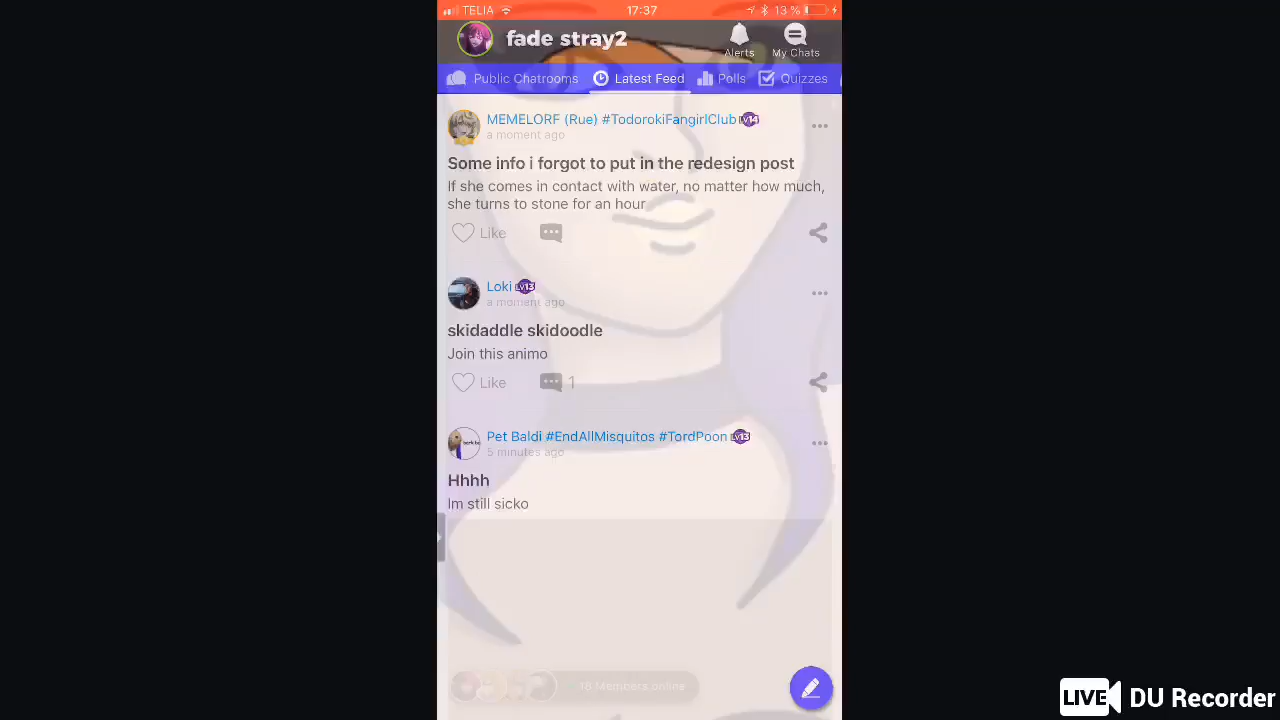 TELIA 17:37 13 %
fade stray2
Alerts My Chats
Public Chatrooms Latest Feed Polls Quizzes
MEMELORF (Rue) #TodorokiFangirlClub Lv14
a moment ago
Some info i forgot to put in the redesign post
If she comes in contact with water, no matter how much,
she turns to stone for an hour
Like
Loki Lv13
a moment ago
skidaddle skidoodle
Join this animo
Like 1
Pet Baldi #EndAllMisquitos #TordPoon Lv13
5 minutes ago
Hhhh
Im still sicko
18 Members online
LIVE DU Recorder